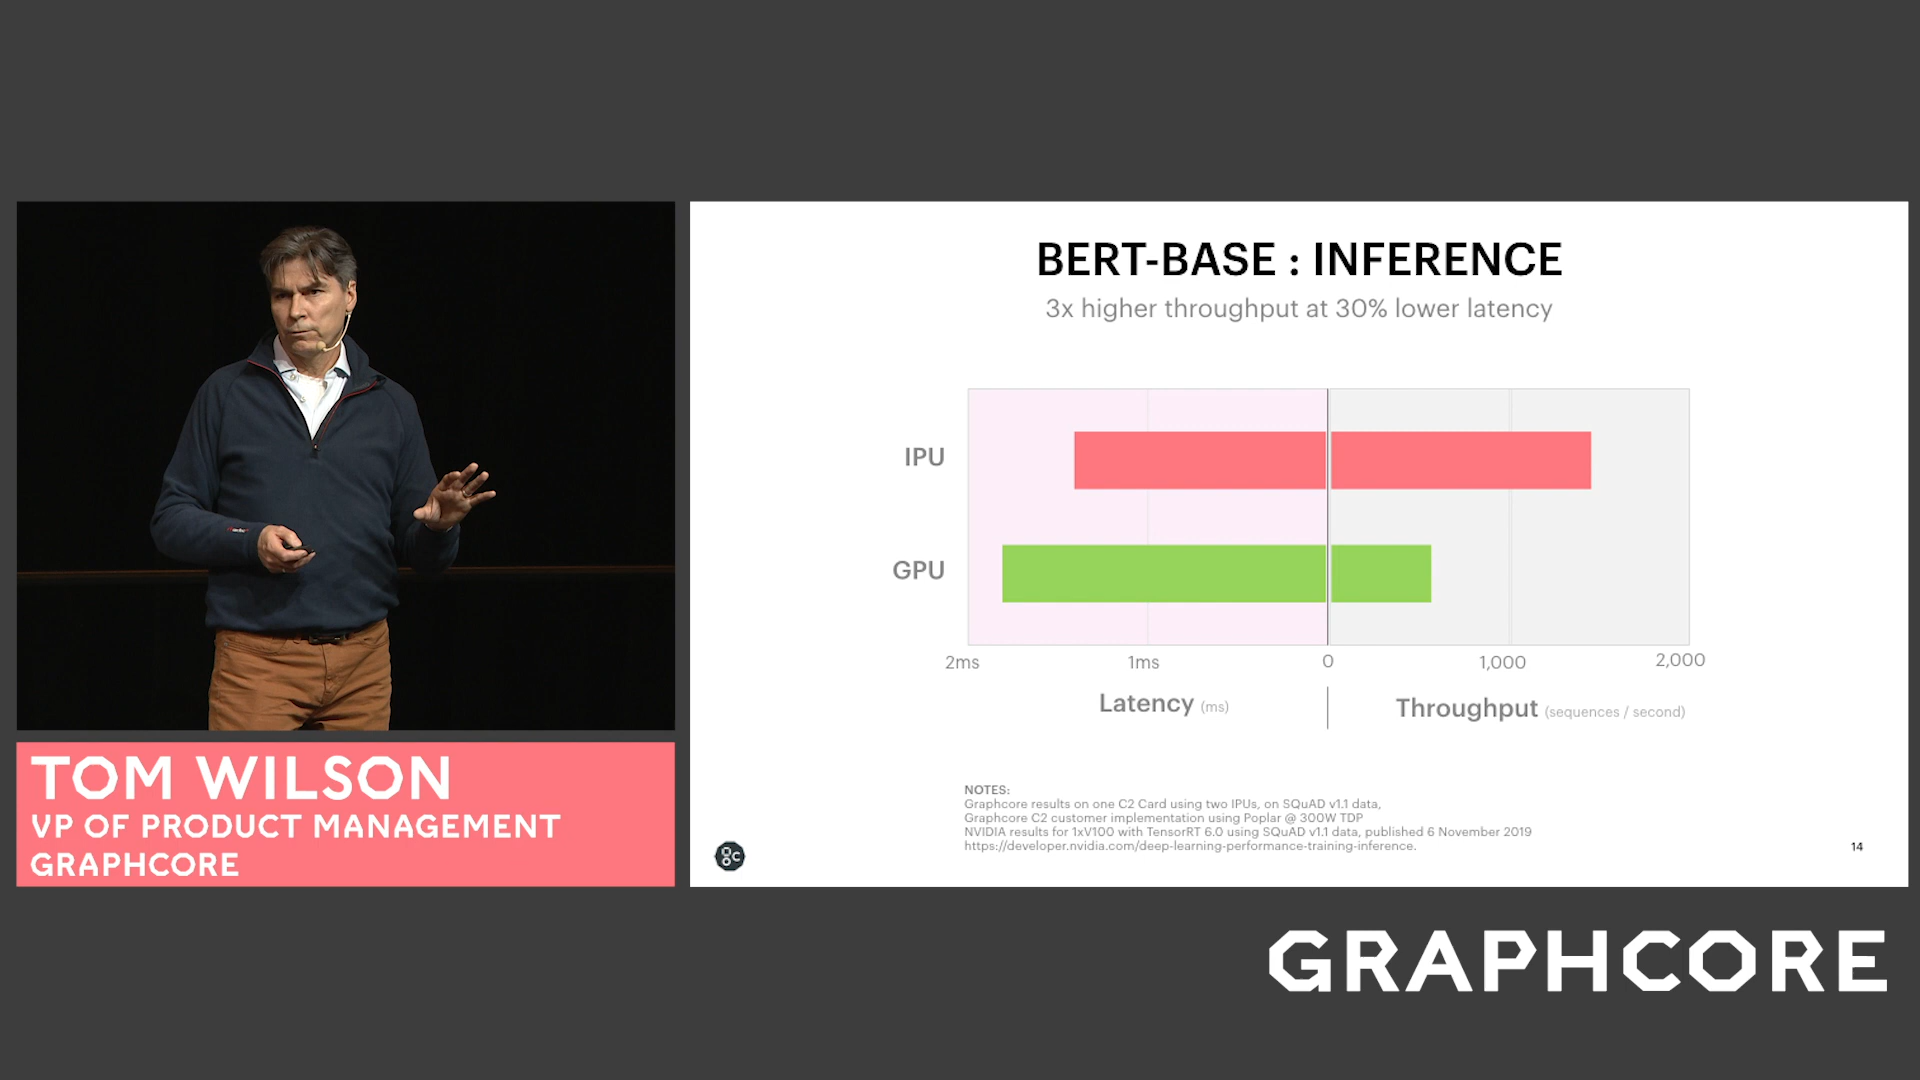 BERT-BASE : INFERENCE
3x higher throughput at 30% lower latency
IPU
GPU
2ms 1ms 0 1,000 2,000
Latency (ms) Throughput (sequences / second)
NOTES:
Graphcore results on one C2 Card using two IPUs, on SQuAD v1.1 data,
Graphcore C2 customer implementation using Poplar @ 300W TDP
NVIDIA results for 1xV100 with TensorRT 6.0 using SQuAD v1.1 data, published 6 November 2019
https://developer.nvidia.com/deep-learning-performance-training-inference.
14
TOM WILSON
VP OF PRODUCT MANAGEMENT
GRAPHCORE
GRAPHCORE